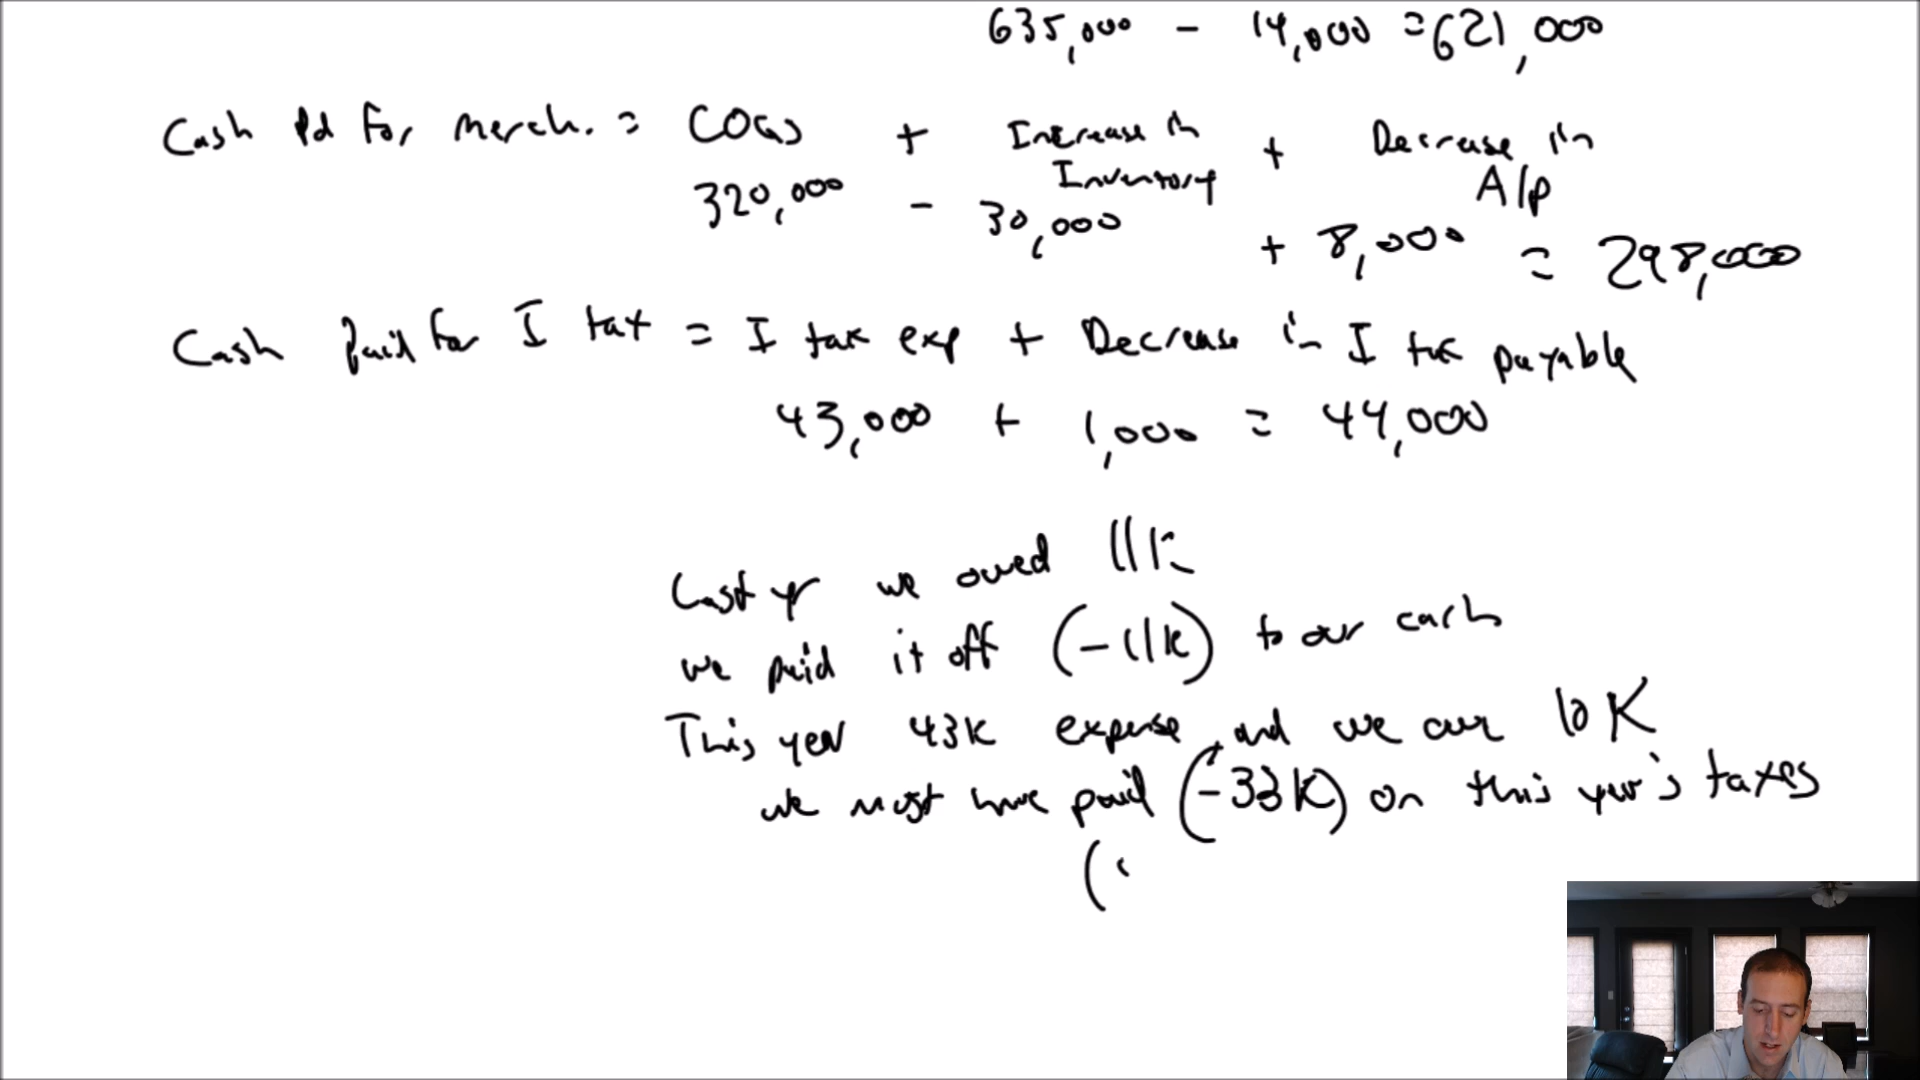 635,000 - 14,000 = 621,000
Cash Pd for merch. = COGS + Increase in Inventory + Decrease in A/p
320,000 - 30,000 + 8,000 = 298,000
Cash Paid for I tax = I tax exp + Decrease in I tax payable
43,000 + 1,000 = 44,000
Last yr we owed 11K
we paid it off (-11K) to our cash
This year 43K expense, and we owe 10K
we must have paid (-33K) on this year's taxes
(